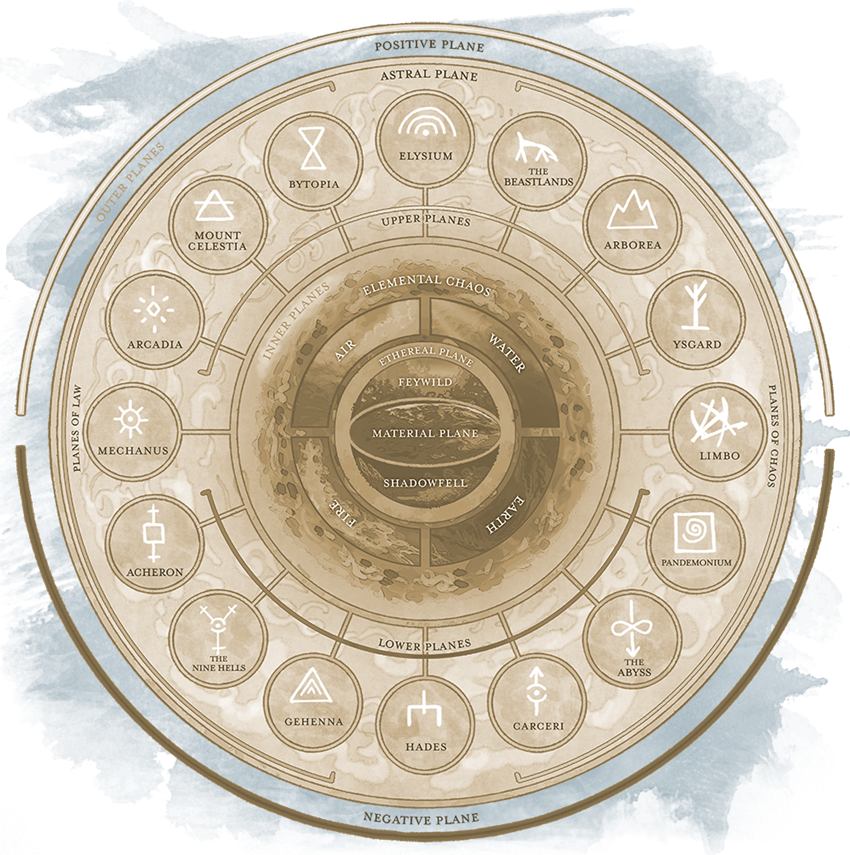 POSITIVE PLANE
ASTRAL PLANE
OUTER PLANES
ELYSIUM
BYTOPIA
THE
BEASTLANDS
MOUNT
CELESTIA
UPPER PLANES
ARBOREA
ARCADIA
INNER PLANES
ELEMENTAL CHAOS
YSGARD
AIR
WATER
ETHEREAL PLANE
FEYWILD
PLANES OF LAW
MECHANUS
MATERIAL PLANE
LIMBO
PLANES OF CHAOS
SHADOWFELL
FIRE
EARTH
ACHERON
PANDEMONIUM
THE
NINE HELLS
LOWER PLANES
THE
ABYSS
GEHENNA
HADES
CARCERI
NEGATIVE PLANE